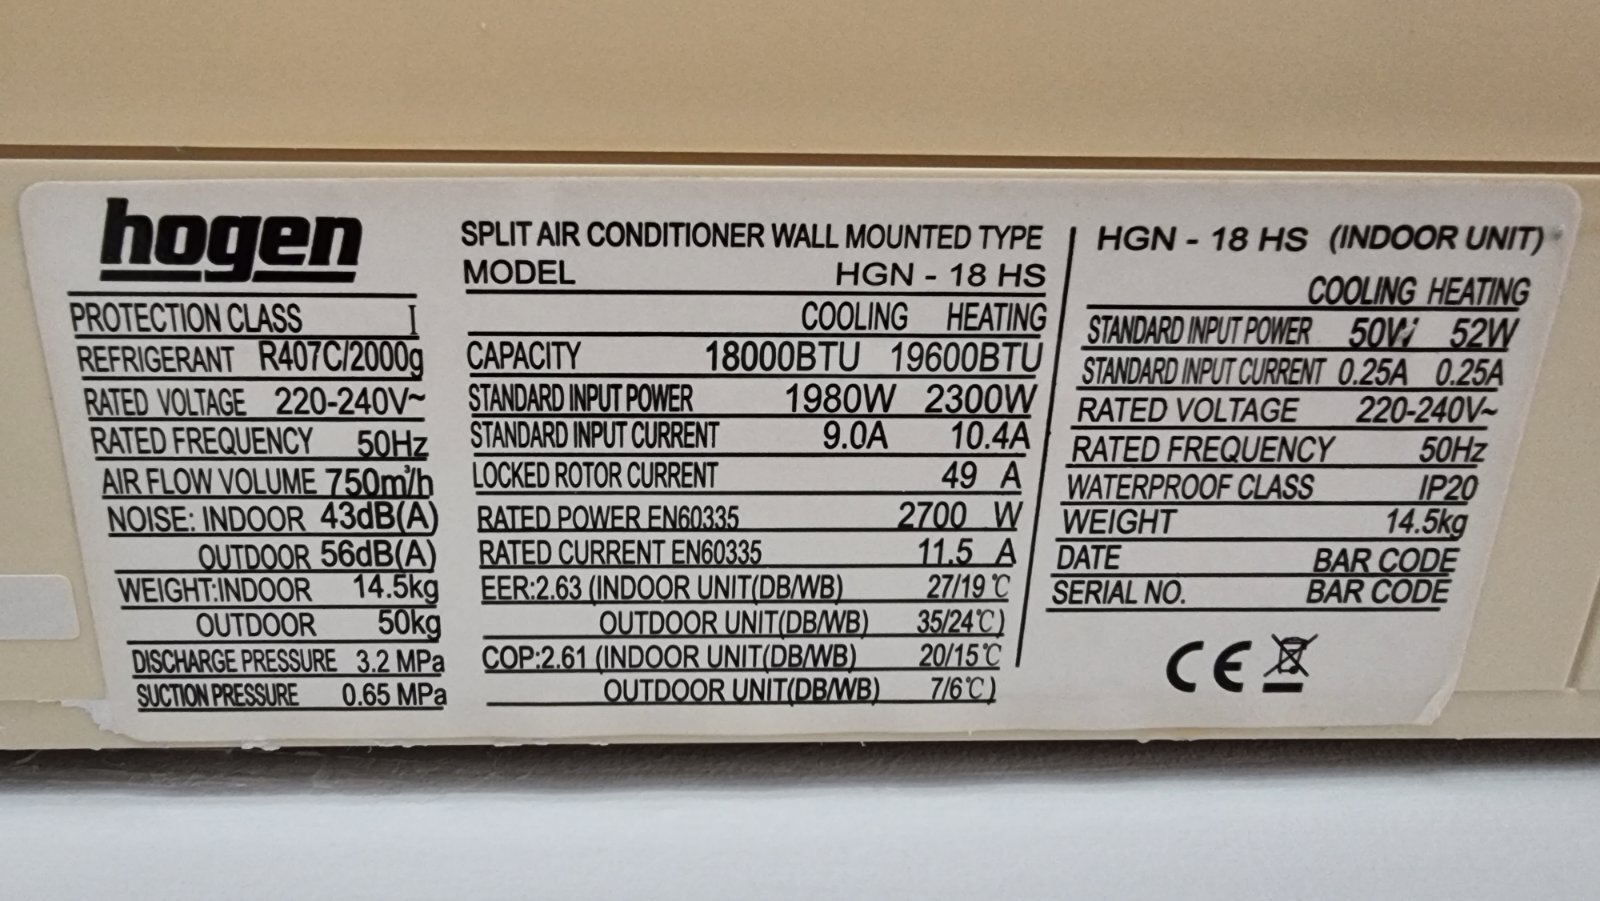 hogen
PROTECTION CLASS I
REFRIGERANT R407C/2000g
RATED VOLTAGE 220-240V~
RATED FREQUENCY 50Hz
AIR FLOW VOLUME 750m³/h
NOISE: INDOOR 43dB(A)
OUTDOOR 56dB(A)
WEIGHT:INDOOR 14.5kg
OUTDOOR 50kg
DISCHARGE PRESSURE 3.2 MPa
SUCTION PRESSURE 0.65 MPa
SPLIT AIR CONDITIONER WALL MOUNTED TYPE
MODEL HGN - 18 HS
COOLING HEATING
CAPACITY 18000BTU 19600BTU
STANDARD INPUT POWER 1980W 2300W
STANDARD INPUT CURRENT 9.0A 10.4A
LOCKED ROTOR CURRENT 49 A
RATED POWER EN60335 2700 W
RATED CURRENT EN60335 11.5 A
EER:2.63 (INDOOR UNIT(DB/WB) 27/19℃
OUTDOOR UNIT(DB/WB) 35/24℃)
COP:2.61 (INDOOR UNIT(DB/WB) 20/15℃
OUTDOOR UNIT(DB/WB) 7/6℃)
HGN - 18 HS (INDOOR UNIT)
COOLING HEATING
STANDARD INPUT POWER 50W 52W
STANDARD INPUT CURRENT 0.25A 0.25A
RATED VOLTAGE 220-240V~
RATED FREQUENCY 50Hz
WATERPROOF CLASS IP20
WEIGHT 14.5kg
DATE BAR CODE
SERIAL NO. BAR CODE
CE